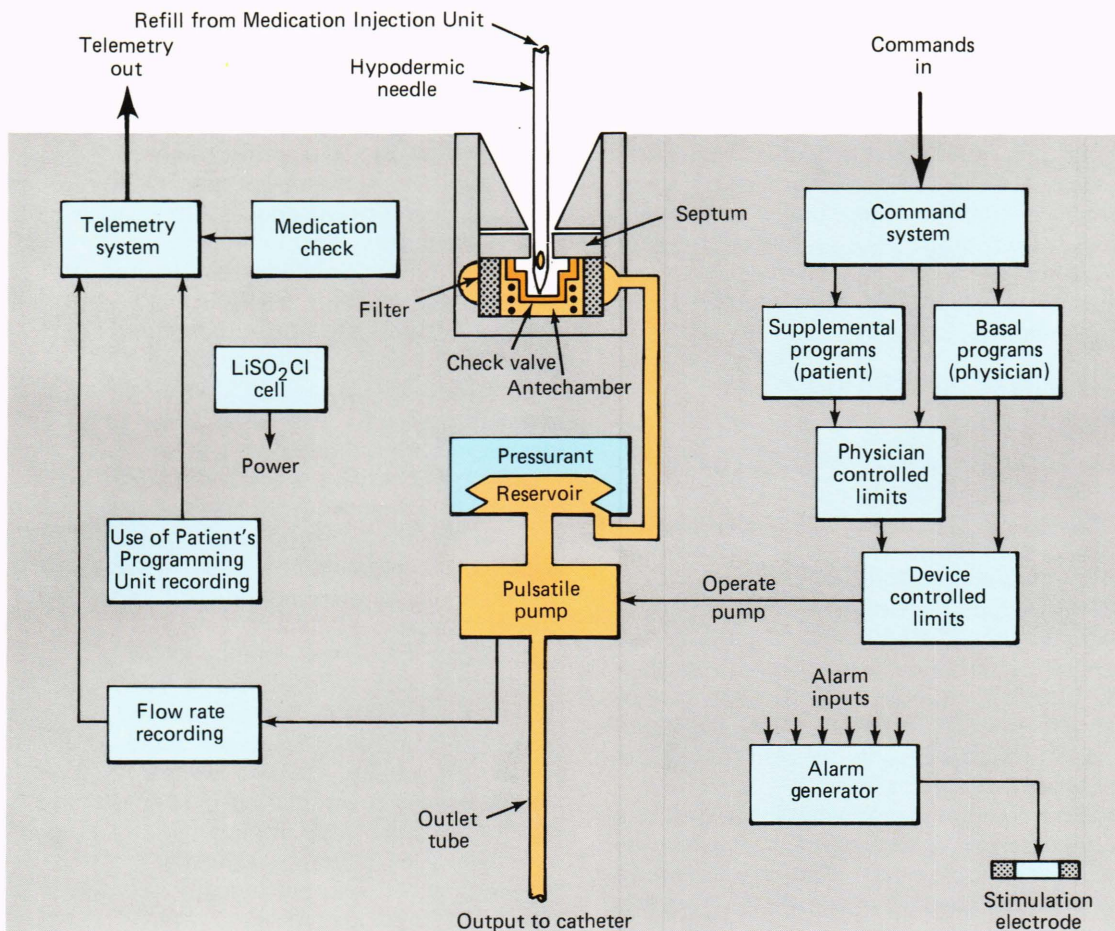 Refill from Medication Injection Unit
Telemetry
out
Hypodermic
needle
Commands
in
Telemetry
system
Medication
check
Septum
Command
system
Filter
Check valve
Antechamber
Supplemental
programs
(patient)
Basal
programs
(physician)
LiSO₂Cl
cell
Power
Pressurant
Reservoir
Physician
controlled
limits
Use of Patient's
Programming
Unit recording
Pulsatile
pump
Operate
pump
Device
controlled
limits
Flow rate
recording
Alarm
inputs
Alarm
generator
Outlet
tube
Stimulation
electrode
Output to catheter